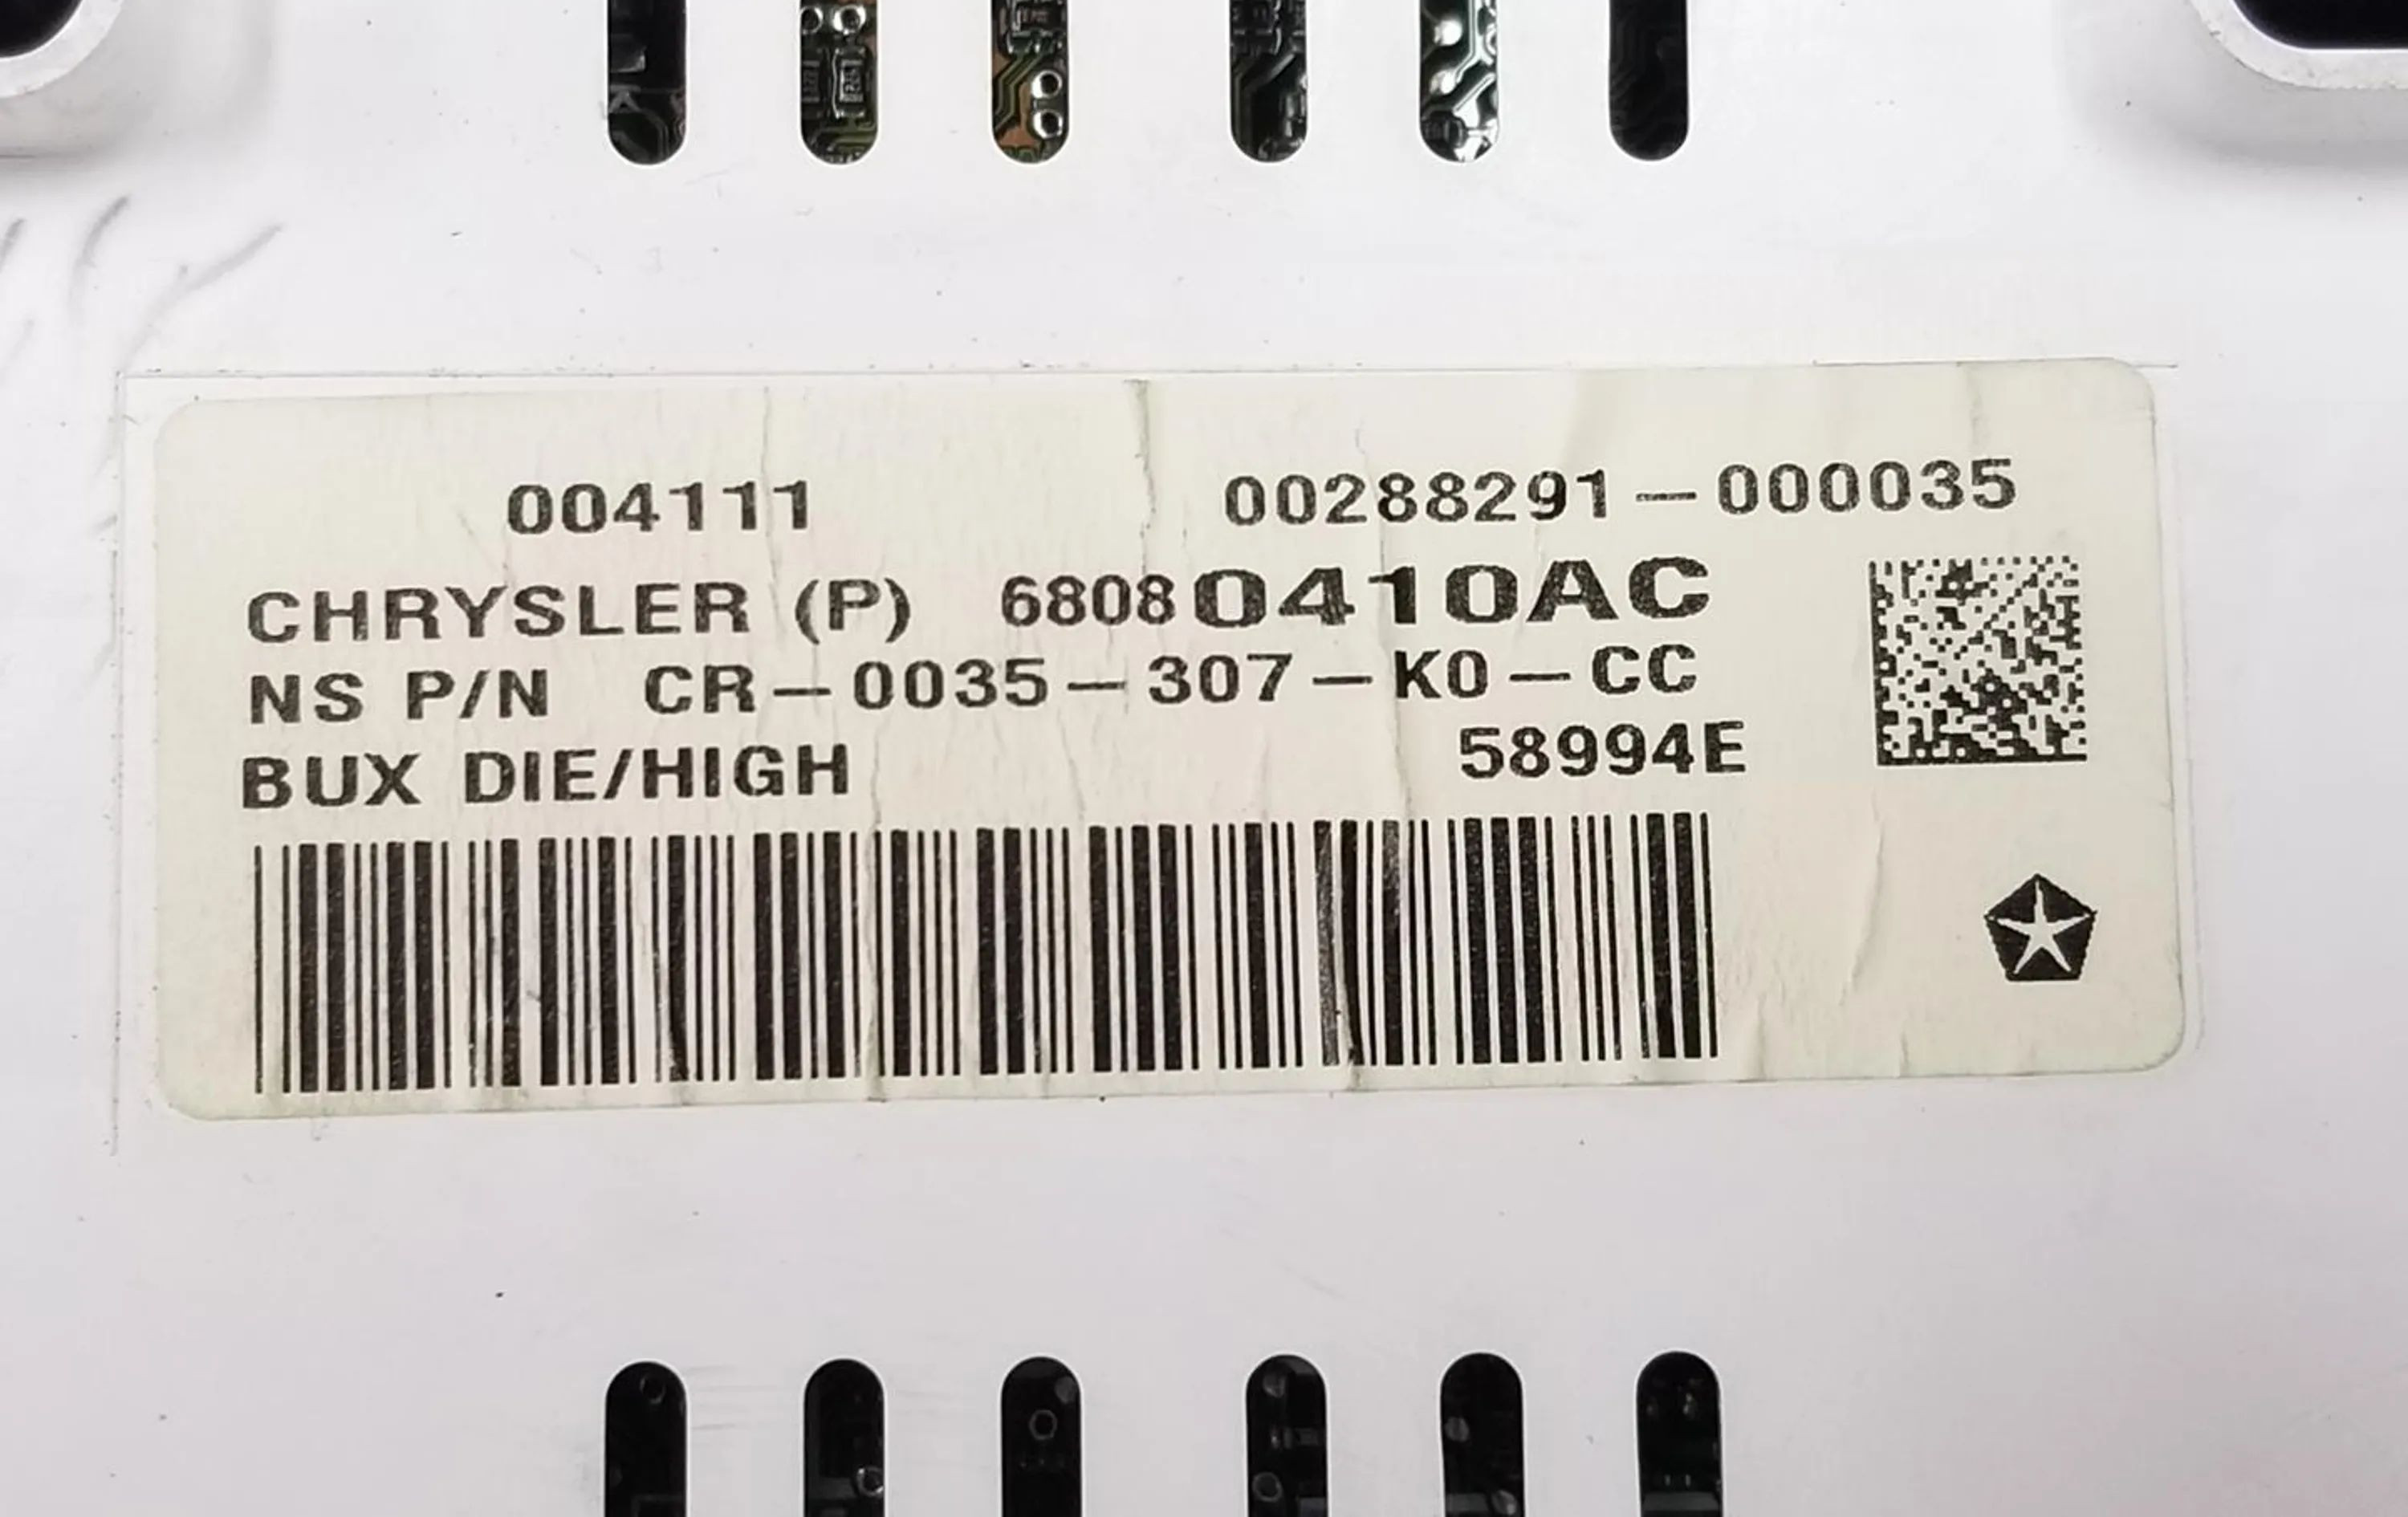 004111 00288291-000035
CHRYSLER (P) 68080410AC
NS P/N CR-0035-307-K0-CC
BUX DIE/HIGH 58994E